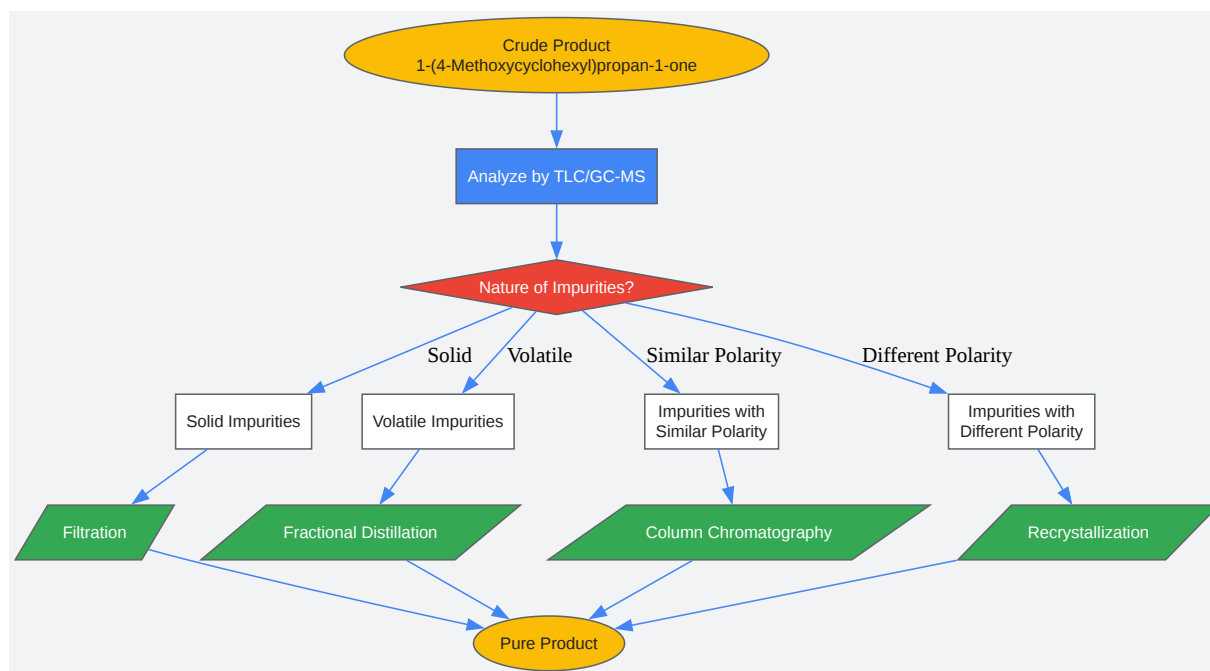 Crude Product
1-(4-Methoxycyclohexyl)propan-1-one
Analyze by TLC/GC-MS
Nature of Impurities?
Solid
Volatile
Similar Polarity
Different Polarity
Solid Impurities
Volatile Impurities
Impurities with
Similar Polarity
Impurities with
Different Polarity
Filtration
Fractional Distillation
Column Chromatography
Recrystallization
Pure Product